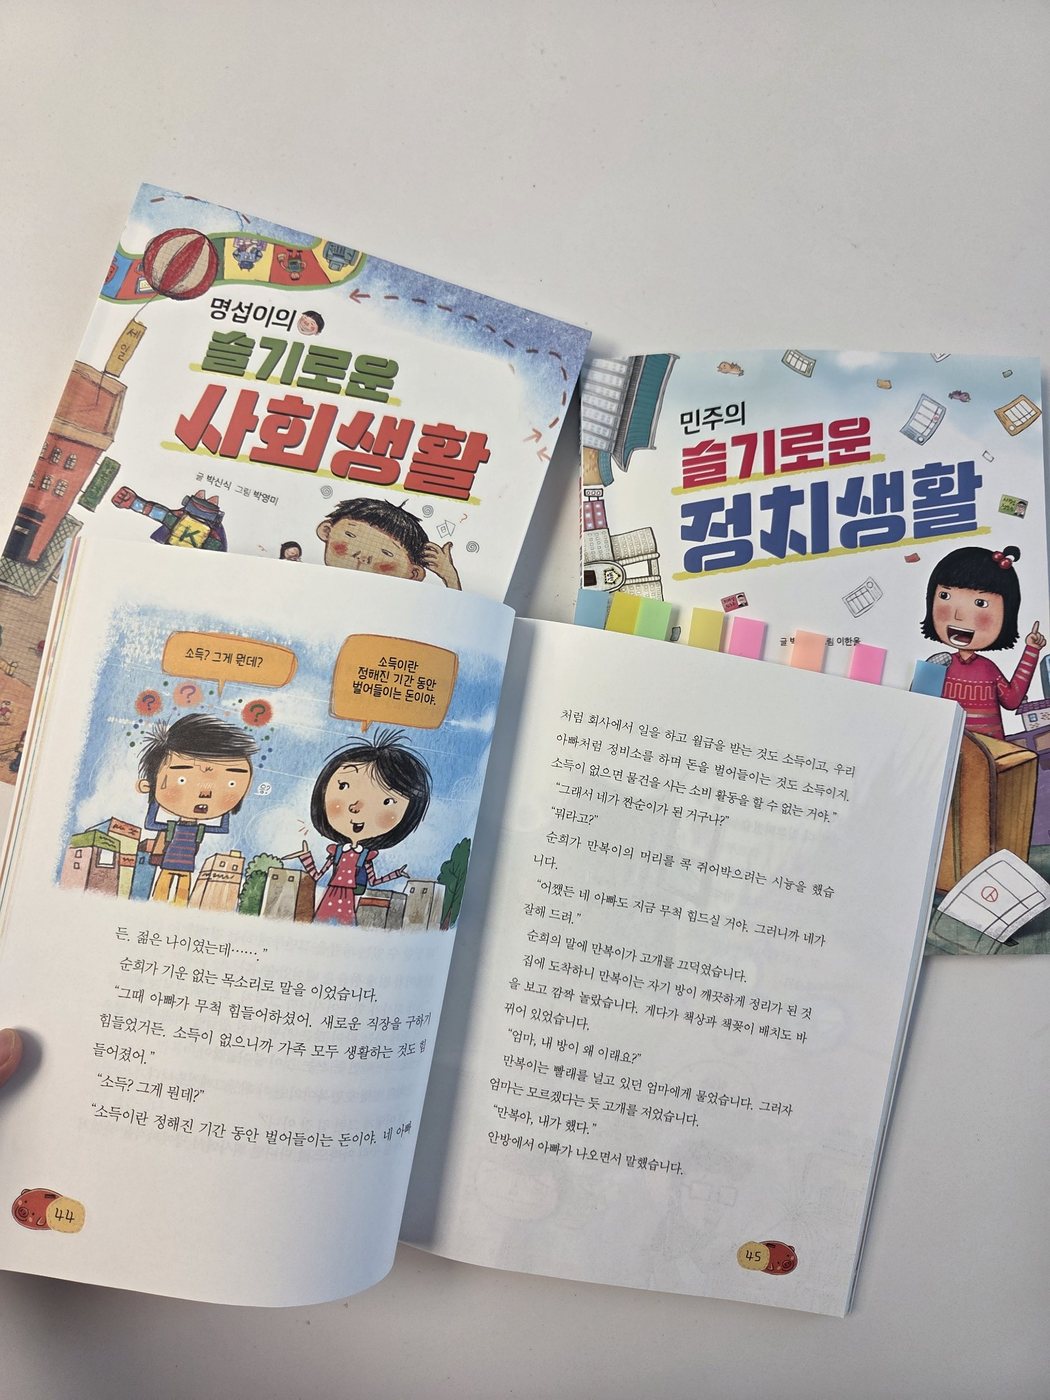 명섭이의
슬기로운
사회생활
글 박신식 그림 박영미
세일
K
민주의
슬기로운
정치생활
이한울
소득? 그게 뭔데?
소득이란
정해진 기간 동안
벌어들이는 돈이야.
든. 젊은 나이였는데……."
순희가 기운 없는 목소리로 말을 이었습니다.
"그때 아빠가 무척 힘들어하셨어. 새로운 직장을 구하기
힘들었거든. 소득이 없으니까 가족 모두 생활하는 것도 힘
들어졌어."
"소득? 그게 뭔데?"
"소득이란 정해진 기간 동안 벌어들이는 돈이야. 네 아빠
44
처럼 회사에서 일을 하고 월급을 받는 것도 소득이고, 우리
아빠처럼 정비소를 하며 돈을 벌어들이는 것도 소득이지.
소득이 없으면 물건을 사는 소비 활동을 할 수 없는 거야."
"그래서 네가 짠순이가 된 거구나?"
"뭐라고?"
순희가 만복이의 머리를 콕 쥐어박으려는 시늉을 했습
니다.
"어쨌든 네 아빠도 지금 무척 힘드실 거야. 그러니까 네가
잘해 드려."
순희의 말에 만복이가 고개를 끄덕였습니다.
집에 도착하니 만복이는 자기 방이 깨끗하게 정리가 된 것
을 보고 깜짝 놀랐습니다. 게다가 책상과 책꽂이 배치도 바
뀌어 있었습니다.
"엄마, 내 방이 왜 이래요?"
만복이는 빨래를 널고 있던 엄마에게 물었습니다. 그러자
엄마는 모르겠다는 듯 고개를 저었습니다.
"만복아, 내가 했다."
안방에서 아빠가 나오면서 말했습니다.
45